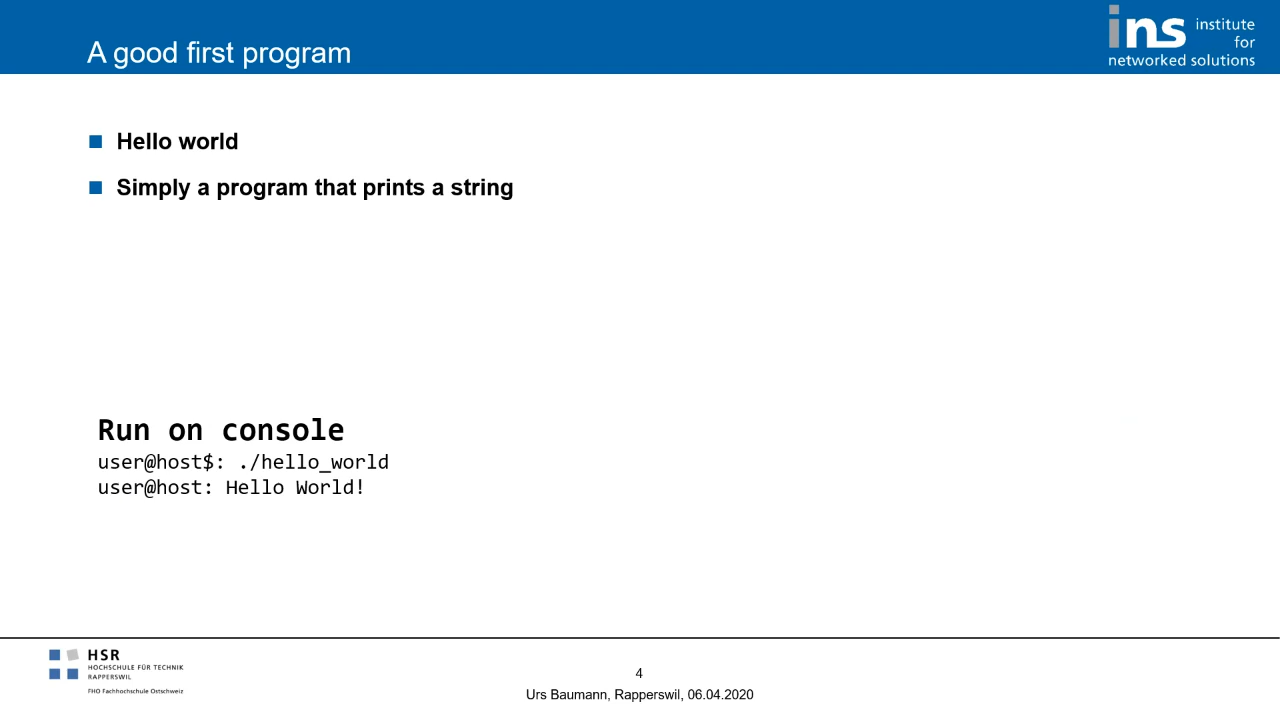 A good first program
ins institute
for
networked solutions
Hello world
Simply a program that prints a string
Run on console
user@host$: ./hello_world
user@host: Hello World!
HSR
HOCHSCHULE FÜR TECHNIK
RAPPERSWIL
FHO Fachhochschule Ostschweiz
4
Urs Baumann, Rapperswil, 06.04.2020